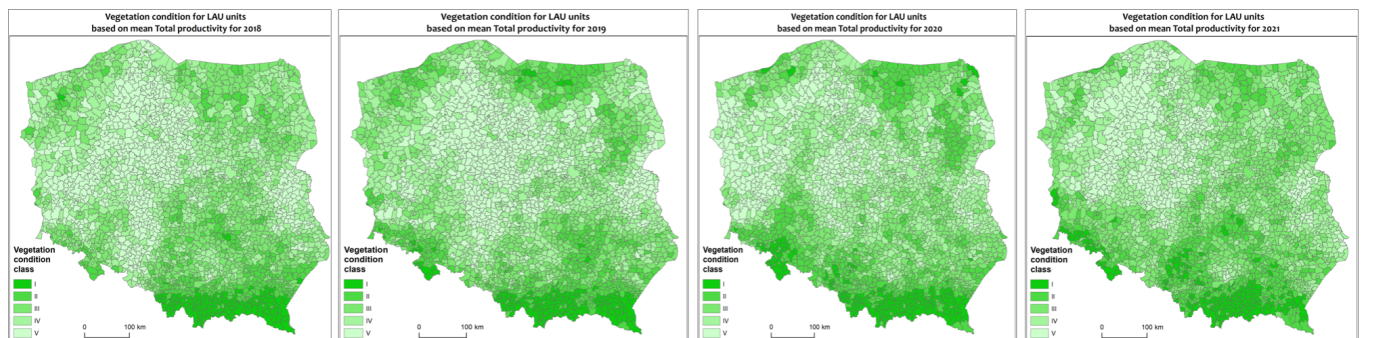 Vegetation condition for LAU units
based on mean Total productivity for 2018
Vegetation
condition
class
I
II
III
IV
V
0 100 km
Vegetation condition for LAU units
based on mean Total productivity for 2019
Vegetation
condition
class
I
II
III
IV
V
0 100 km
Vegetation condition for LAU units
based on mean Total productivity for 2020
Vegetation
condition
class
I
II
III
IV
V
0 100 km
Vegetation condition for LAU units
based on mean Total productivity for 2021
Vegetation
condition
class
I
II
III
IV
V
0 100 km